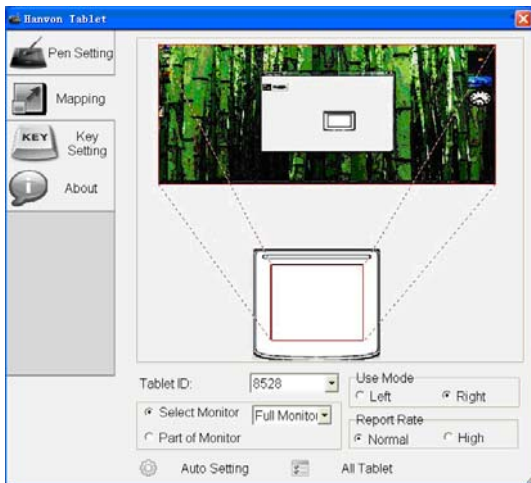 Hanvon Tablet
Pen Setting
Mapping
KEY
Key
Setting
About
Tablet ID:
8528
Select Monitor
Full Monitor
Part of Monitor
Use Mode
Left
Right
Report Rate
Normal
High
Auto Setting
All Tablet